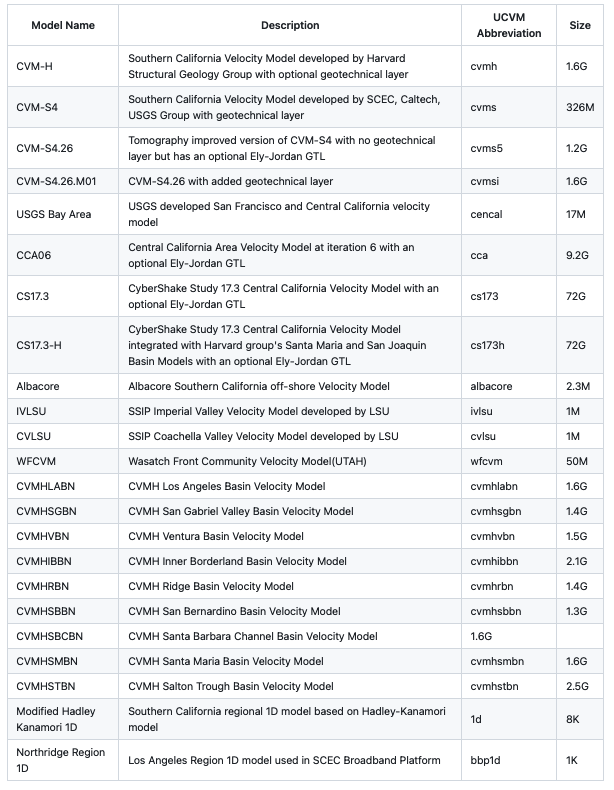 Model Name Description UCVM Abbreviation Size
CVM-H Southern California Velocity Model developed by Harvard Structural Geology Group with optional geotechnical layer cvmh 1.6G
CVM-S4 Southern California Velocity Model developed by SCEC, Caltech, USGS Group with geotechnical layer cvms 326M
CVM-S4.26 Tomography improved version of CVM-S4 with no geotechnical layer but has an optional Ely-Jordan GTL cvms5 1.2G
CVM-S4.26.M01 CVM-S4.26 with added geotechnical layer cvmsi 1.6G
USGS Bay Area USGS developed San Francisco and Central California velocity model cencal 17M
CCA06 Central California Area Velocity Model at iteration 6 with an optional Ely-Jordan GTL cca 9.2G
CS17.3 CyberShake Study 17.3 Central California Velocity Model with an optional Ely-Jordan GTL cs173 72G
CS17.3-H CyberShake Study 17.3 Central California Velocity Model integrated with Harvard group's Santa Maria and San Joaquin Basin Models with an optional Ely-Jordan GTL cs173h 72G
Albacore Albacore Southern California off-shore Velocity Model albacore 2.3M
IVLSU SSIP Imperial Valley Velocity Model developed by LSU ivlsu 1M
CVLSU SSIP Coachella Valley Velocity Model developed by LSU cvlsu 1M
WFCVM Wasatch Front Community Velocity Model(UTAH) wfcvm 50M
CVMHLABN CVMH Los Angeles Basin Velocity Model cvmhlabn 1.6G
CVMHSGBN CVMH San Gabriel Valley Basin Velocity Model cvmhsgbn 1.4G
CVMHVBN CVMH Ventura Basin Velocity Model cvmhvbn 1.5G
CVMHIBBN CVMH Inner Borderland Basin Velocity Model cvmhibbn 2.1G
CVMHRBN CVMH Ridge Basin Velocity Model cvmhrbn 1.4G
CVMHSBBN CVMH San Bernardino Basin Velocity Model cvmhsbbn 1.3G
CVMHSBCBN CVMH Santa Barbara Channel Basin Velocity Model 1.6G
CVMHSMBN CVMH Santa Maria Basin Velocity Model cvmhsmbn 1.6G
CVMHSTBN CVMH Salton Trough Basin Velocity Model cvmhstbn 2.5G
Modified Hadley Kanamori 1D Southern California regional 1D model based on Hadley-Kanamori model 1d 8K
Northridge Region 1D Los Angeles Region 1D model used in SCEC Broadband Platform bbp1d 1K